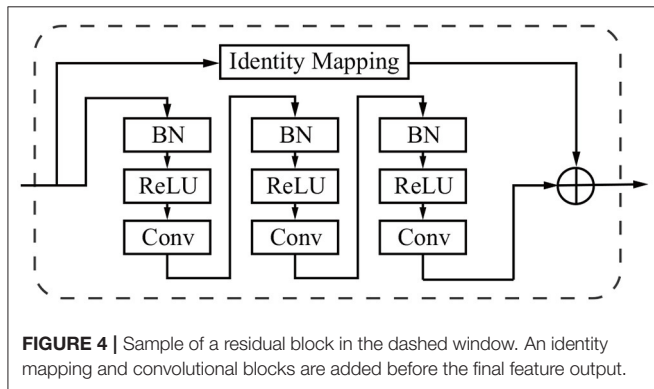 Identity Mapping
BN BN BN
ReLU ReLU ReLU
Conv Conv Conv
FIGURE 4 | Sample of a residual block in the dashed window. An identity
mapping and convolutional blocks are added before the final feature output.